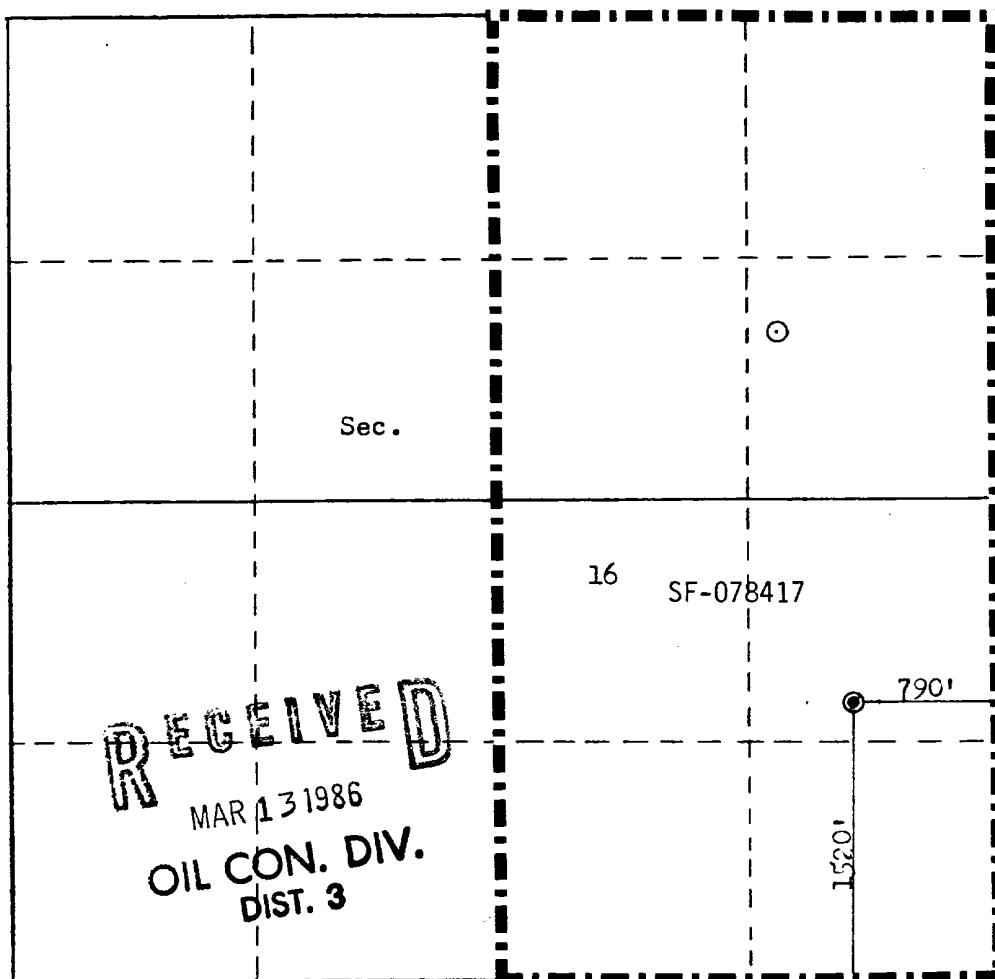 Sec.
16
SF-078417
790'
1520'
RECEIVED
MAR 13 1986
OIL CON. DIV.
DIST. 3